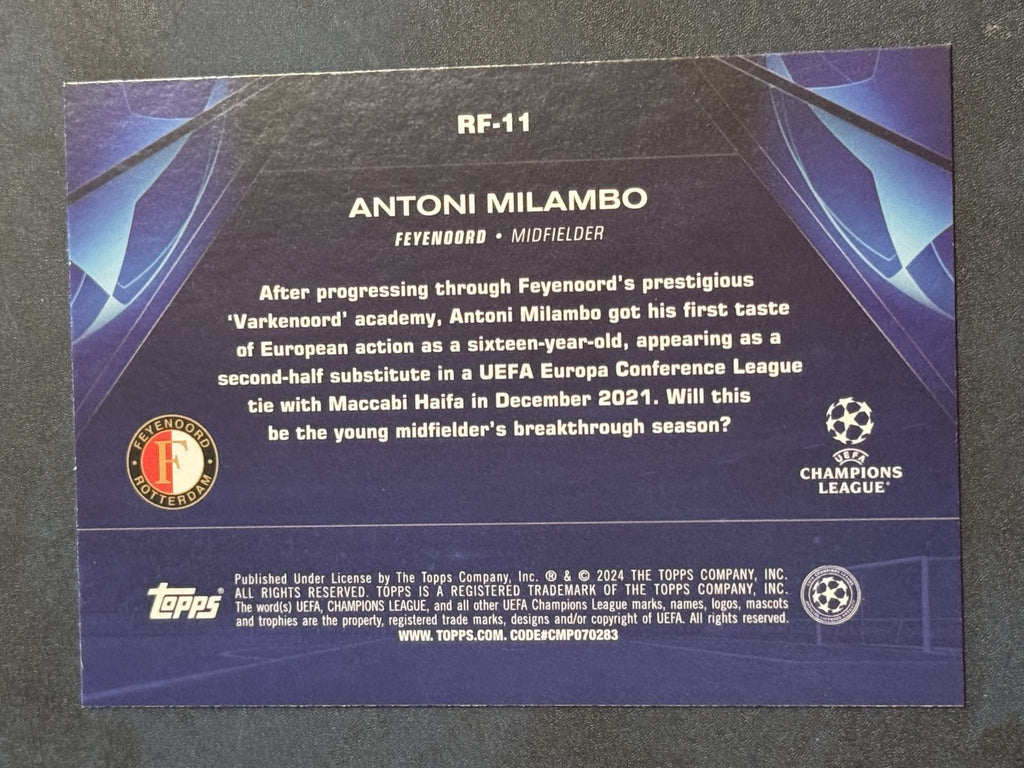 RF-11
ANTONI MILAMBO
FEYENOORD • MIDFIELDER
After progressing through Feyenoord's prestigious
'Varkenoord' academy, Antoni Milambo got his first taste
of European action as a sixteen-year-old, appearing as a
second-half substitute in a UEFA Europa Conference League
tie with Maccabi Haifa in December 2021. Will this
be the young midfielder's breakthrough season?
FEYENOORD
F
ROTTERDAM
UEFA
CHAMPIONS
LEAGUE®
Topps®
Published Under License by The Topps Company, Inc. ® & © 2024 THE TOPPS COMPANY, INC.
ALL RIGHTS RESERVED. TOPPS IS A REGISTERED TRADEMARK OF THE TOPPS COMPANY, INC.
The word(s) UEFA, CHAMPIONS LEAGUE, and all other UEFA Champions League marks, names, logos, mascots
and trophies are the property, registered trade marks, designs and/or copyright of UEFA. All rights reserved.
WWW. TOPPS.COM. CODE#CMP070283